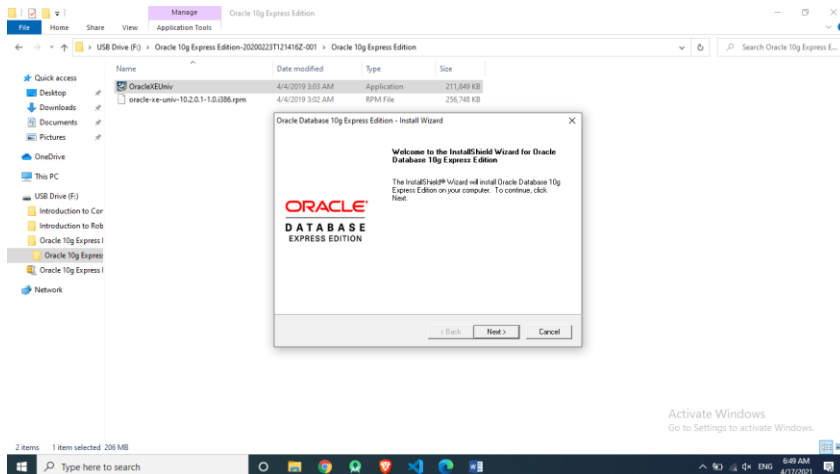 Manage
Oracle 10g Express Edition
File
Home
Share
View
Application Tools
USB Drive (F:)
Oracle 10g Express Edition-20200223T121416Z-001
Oracle 10g Express Edition
Search Oracle 10g Express E...
Name
Date modified
Type
Size
Quick access
Desktop
Downloads
Documents
Pictures
OneDrive
This PC
USB Drive (F:)
Introduction to Cor
Introduction to Rob
Oracle 10g Express I
Oracle 10g Expres
Oracle 10g Express I
Network
OracleXEUniv
4/4/2019 3:03 AM
Application
211,849 KB
oracle-xe-univ-10.2.0.1-1.0.i386.rpm
4/4/2019 3:02 AM
RPM File
256,748 KB
Oracle Database 10g Express Edition - Install Wizard
Welcome to the InstallShield Wizard for Oracle
Database 10g Express Edition
The InstallShield® Wizard will install Oracle Database 10g
Express Edition on your computer. To continue, click
Next.
ORACLE®
DATABASE
EXPRESS EDITION
< Back
Next >
Cancel
Activate Windows
Go to Settings to activate Windows.
2 items
1 item selected 206 MB
Type here to search
ENG
6:49 AM
4/17/2021